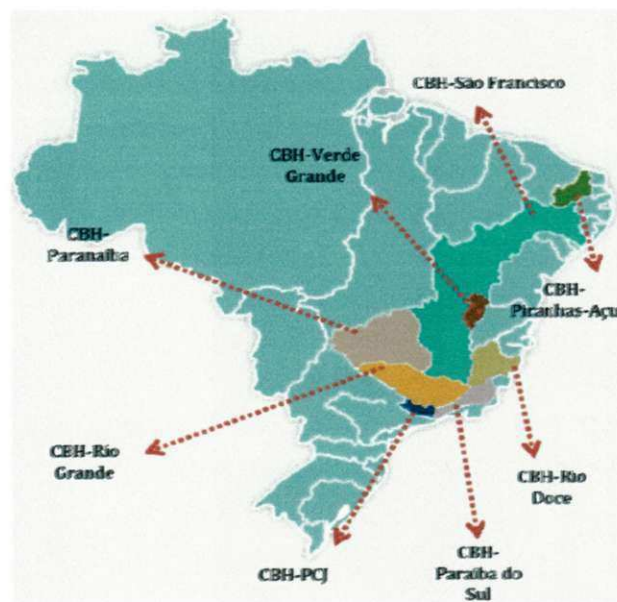 CBH-São Francisco
CBH-Verde
Grande
CBH-
Paranaíba
CBH-
Piranhas-Açu
CBH-Rio
Grande
CBH-Rio
Doce
CBH-PCJ
CBH-
Paraíba do
Sul